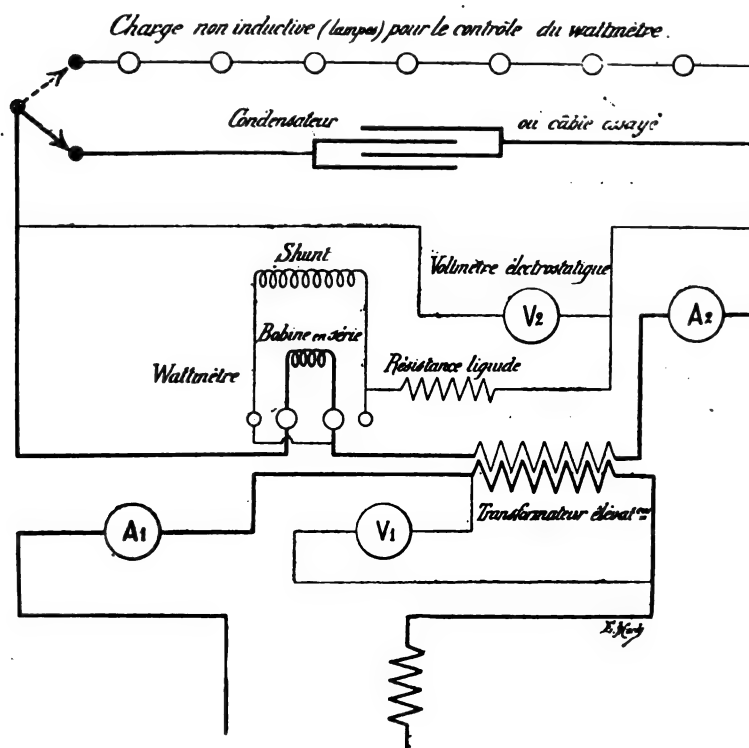 Charge non inductive (lampes) pour le contrôle du wattmètre.
Condensateur ou câble essayé
Shunt
Voltmètre électrostatique
V2
A2
Bobine en série
Wattmètre
Résistance liquide
A1
V1
Transformateur élévateur